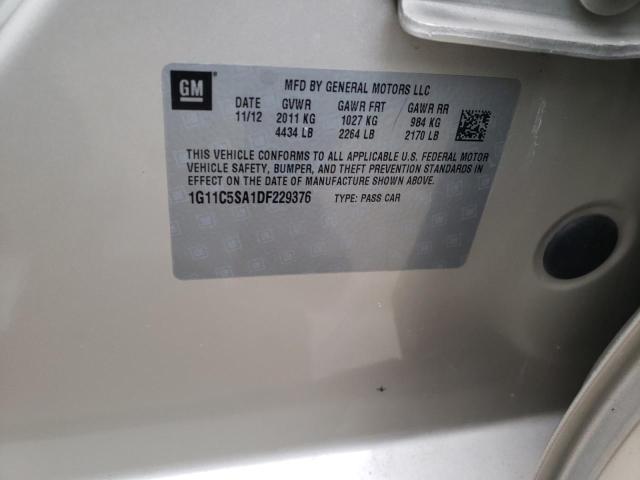 GM
MFD BY GENERAL MOTORS LLC
DATE GVWR GAWR FRT GAWR RR
11/12 2011 KG 1027 KG 984 KG
4434 LB 2264 LB 2170 LB
THIS VEHICLE CONFORMS TO ALL APPLICABLE U.S. FEDERAL MOTOR
VEHICLE SAFETY, BUMPER, AND THEFT PREVENTION STANDARDS IN
EFFECT ON THE DATE OF MANUFACTURE SHOWN ABOVE.
1G11C5SA1DF229376 TYPE: PASS CAR